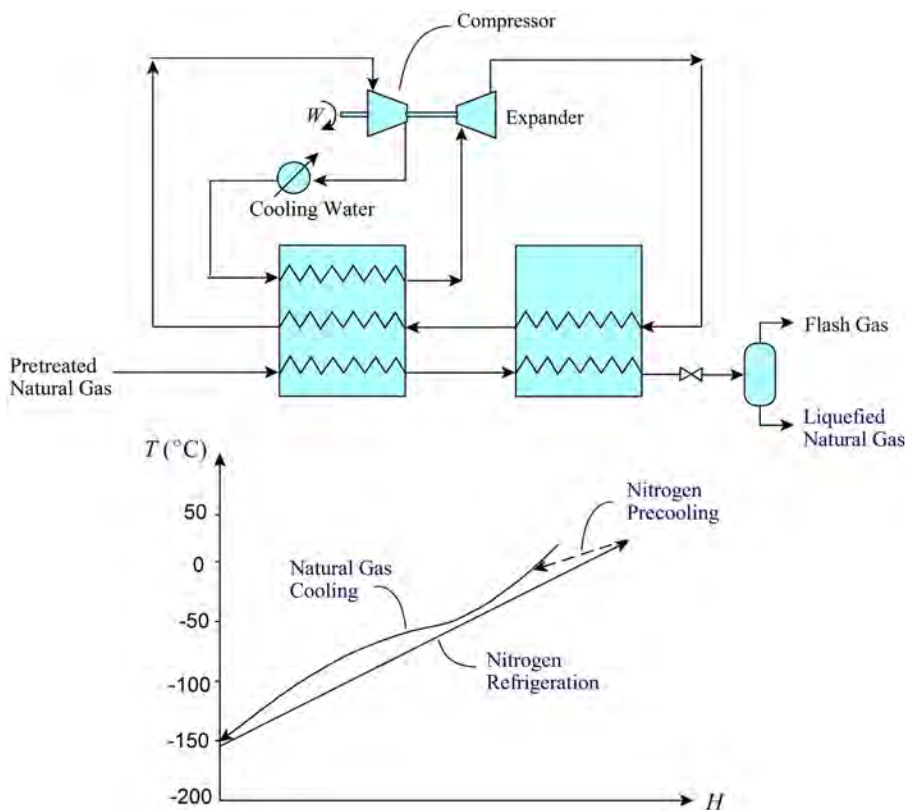 Compressor
W
Expander
Cooling Water
Flash Gas
Pretreated
Natural Gas
Liquefied
Natural Gas
T (°C)
Nitrogen
Precooling
50
0
Natural Gas
Cooling
-50
Nitrogen
Refrigeration
-100
-150
-200
H